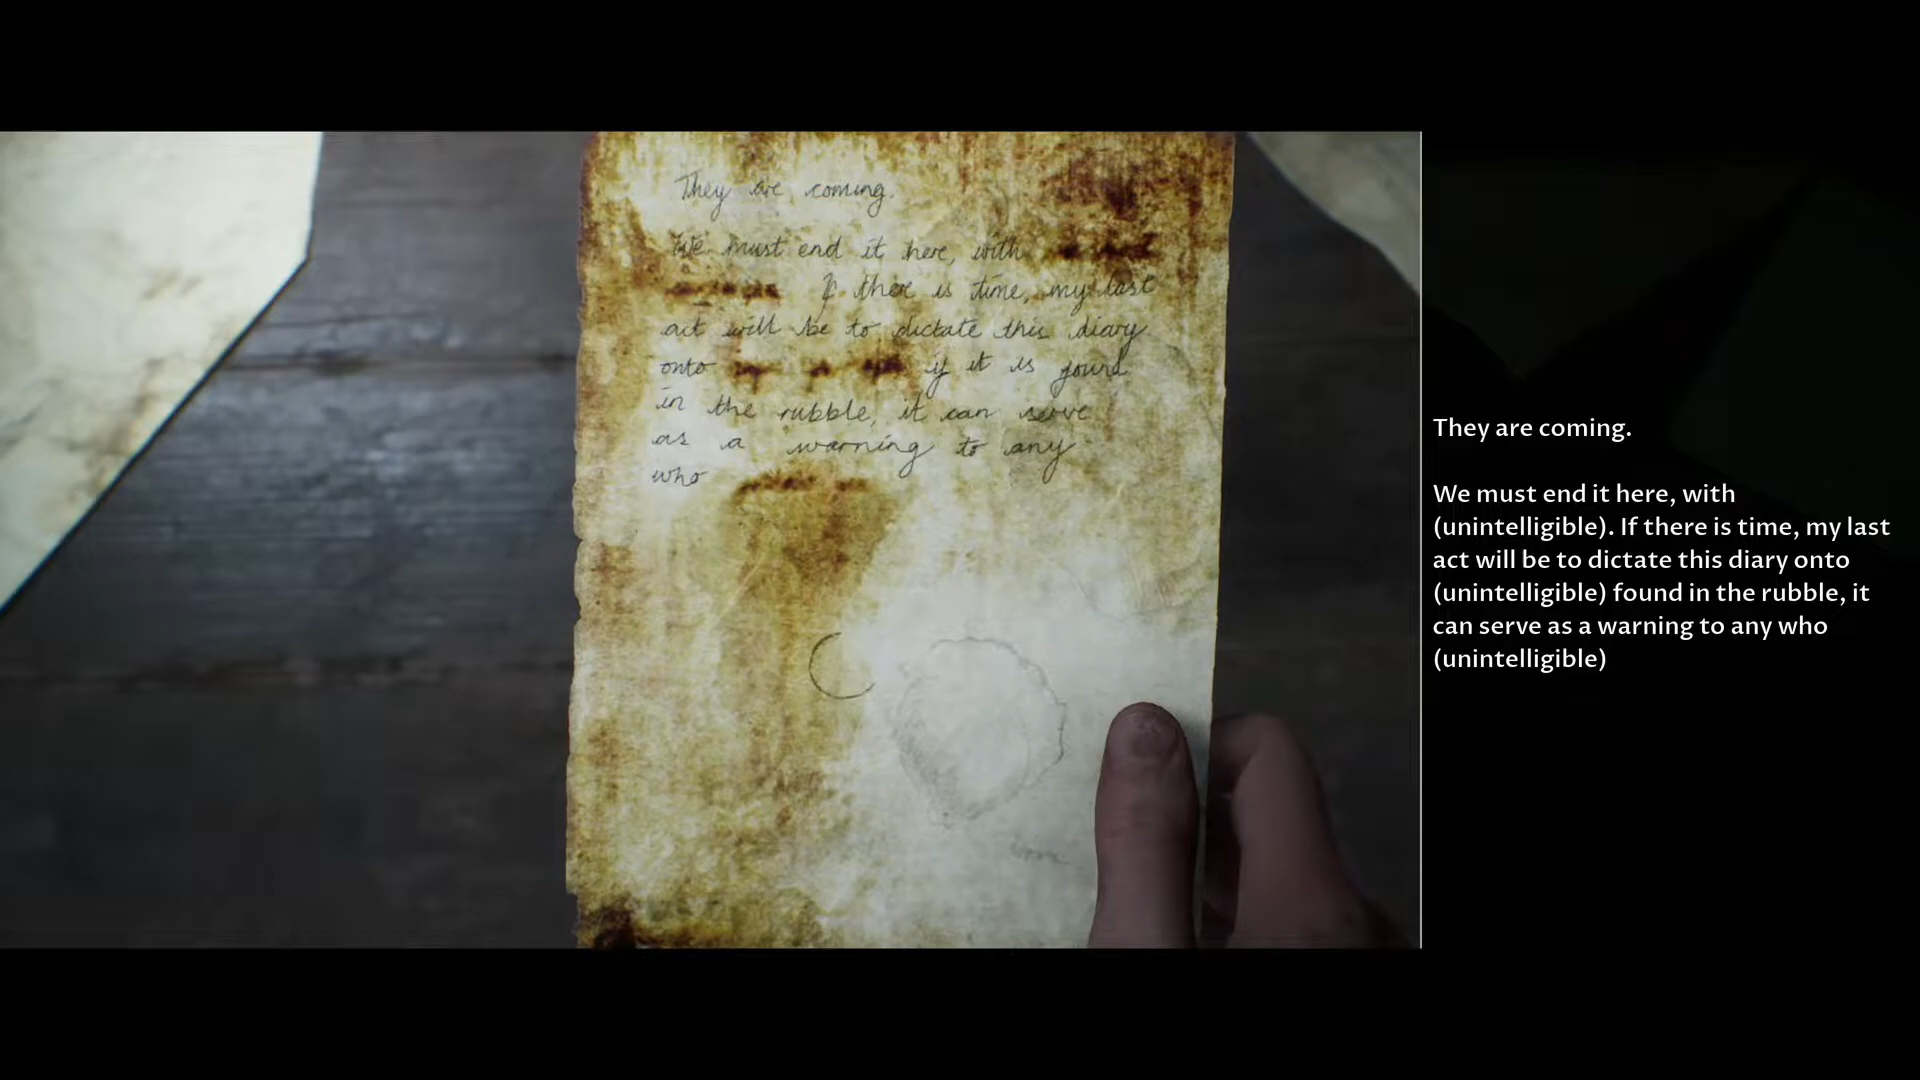 They are coming.
We must end it here, with
If there is time, my last
act will be to dictate this diary
onto if it is found
in the rubble, it can serve
as a warning to any
who
They are coming.
We must end it here, with
(unintelligible). If there is time, my last
act will be to dictate this diary onto
(unintelligible) found in the rubble, it
can serve as a warning to any who
(unintelligible)